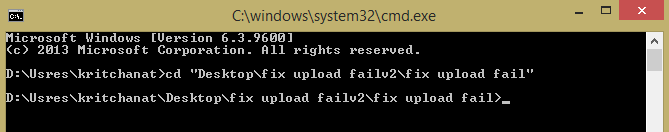 C:\windows\system32\cmd.exe
Microsoft Windows [Version 6.3.9600]
(c) 2013 Microsoft Corporation. All rights reserved.
D:\Usres\kritchanat>cd "Desktop\fix upload failv2\fix upload fail"
D:\Usres\kritchanat\Desktop\fix upload failv2\fix upload fail>_